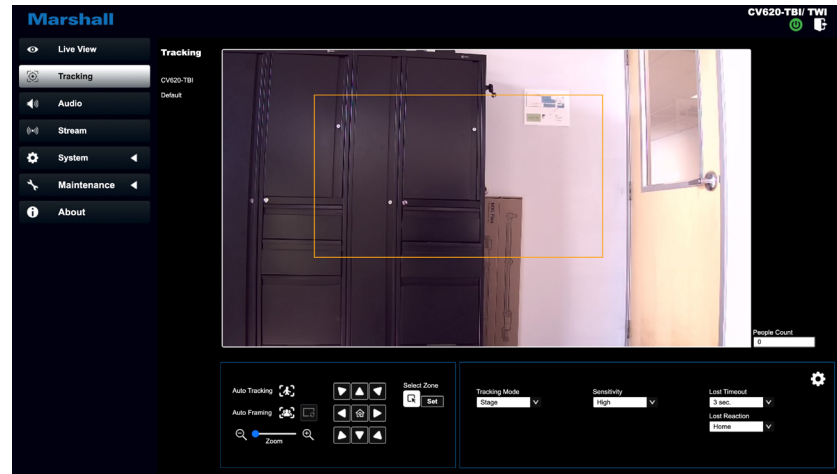 Marshall
CV620-TBI/ TWI
Live View
Tracking
Audio
Stream
System
Maintenance
About
Tracking
CV620-TBI
Default
People Count
0
Auto Tracking
Auto Framing
Zoom
Select Zone
Set
Tracking Mode
Stage
Sensitivity
High
Lost Timeout
3 sec.
Lost Reaction
Home